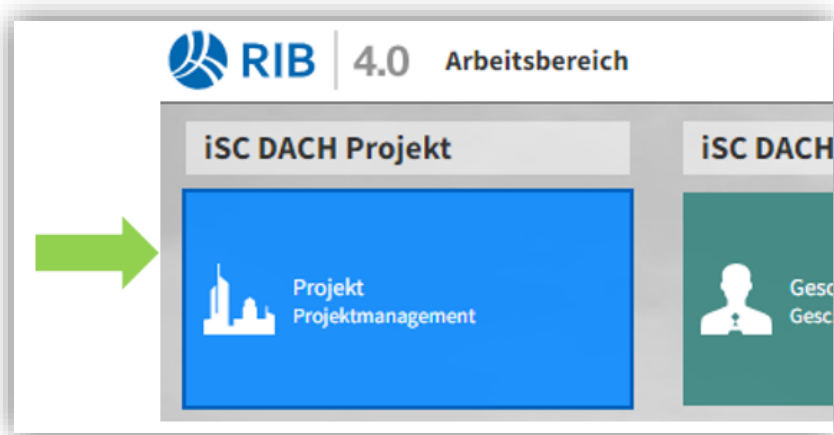 RIB 4.0 Arbeitsbereich
iSC DACH Projekt
iSC DACH
Projekt
Projektmanagement